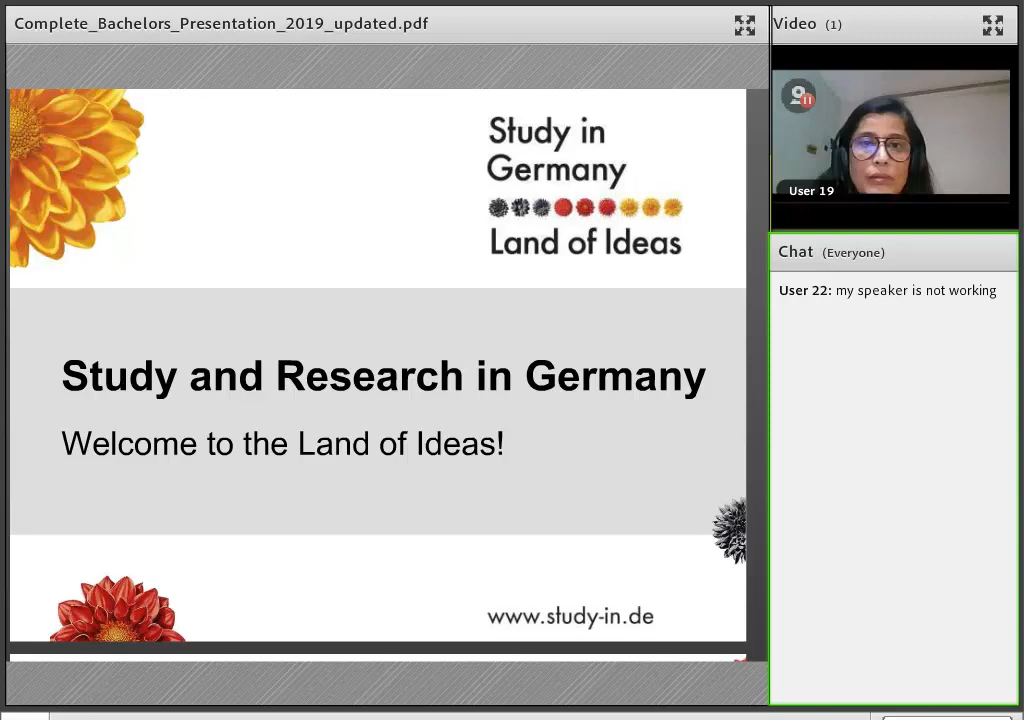 Complete_Bachelors_Presentation_2019_updated.pdf
Video (1)
Study in
Germany
Land of Ideas
Study and Research in Germany
Welcome to the Land of Ideas!
www.study-in.de
User 19
Chat (Everyone)
User 22: my speaker is not working